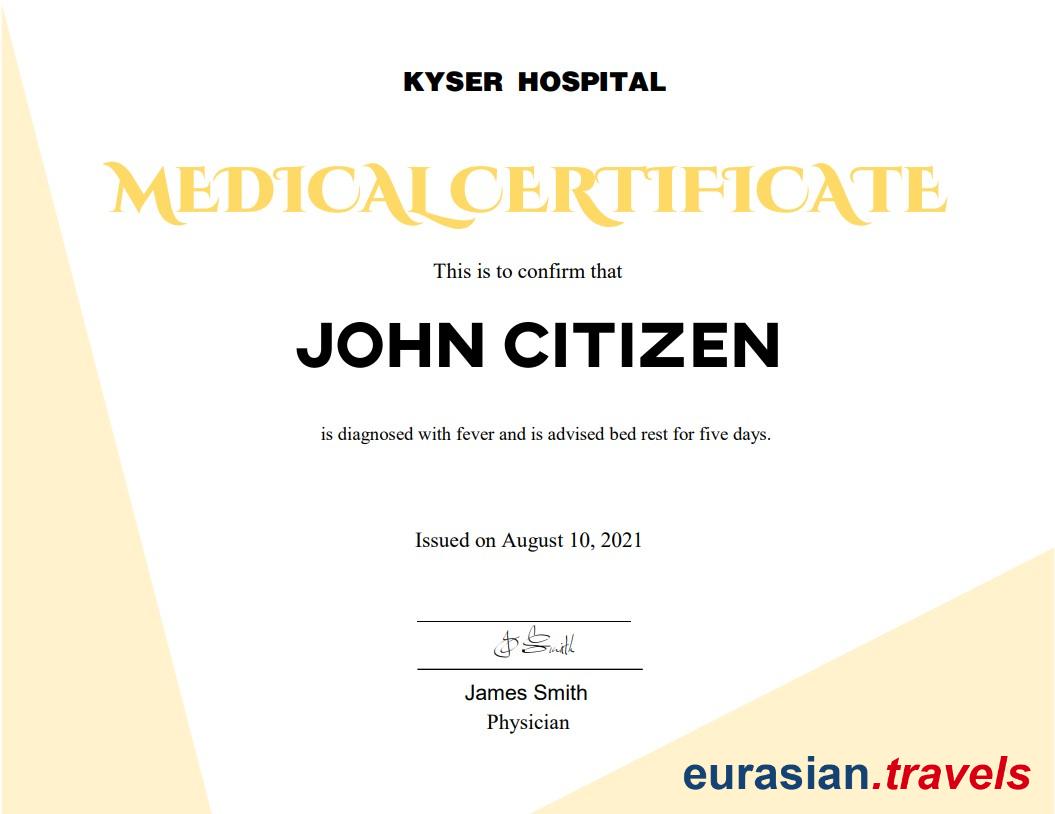 KYSER HOSPITAL
MEDICAL CERTIFICATE
This is to confirm that
JOHN CITIZEN
is diagnosed with fever and is advised bed rest for five days.
Issued on August 10, 2021
J Smith
James Smith
Physician
eurasian.travels